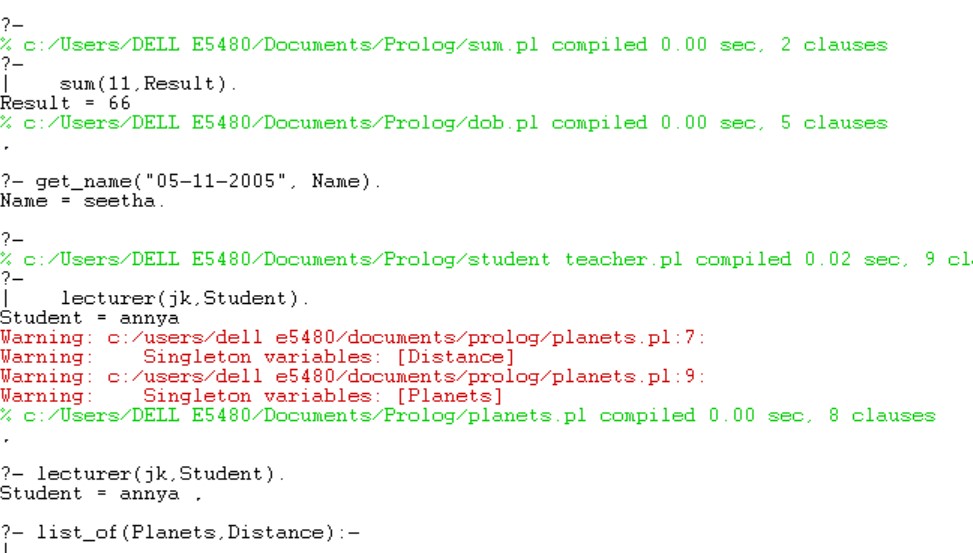 ?-
% c:/Users/DELL E5480/Documents/Prolog/sum.pl compiled 0.00 sec, 2 clauses
?-
|    sum(11,Result).
Result = 66
% c:/Users/DELL E5480/Documents/Prolog/dob.pl compiled 0.00 sec, 5 clauses
.
?- get_name("05-11-2005", Name).
Name = seetha.
?-
% c:/Users/DELL E5480/Documents/Prolog/student teacher.pl compiled 0.02 sec, 9 cla
?-
|    lecturer(jk,Student).
Student = annya
Warning: c:/users/dell e5480/documents/prolog/planets.pl:7:
Warning:    Singleton variables: [Distance]
Warning: c:/users/dell e5480/documents/prolog/planets.pl:9:
Warning:    Singleton variables: [Planets]
% c:/Users/DELL E5480/Documents/Prolog/planets.pl compiled 0.00 sec, 8 clauses
.
?- lecturer(jk,Student).
Student = annya .
?- list_of(Planets,Distance):-
|